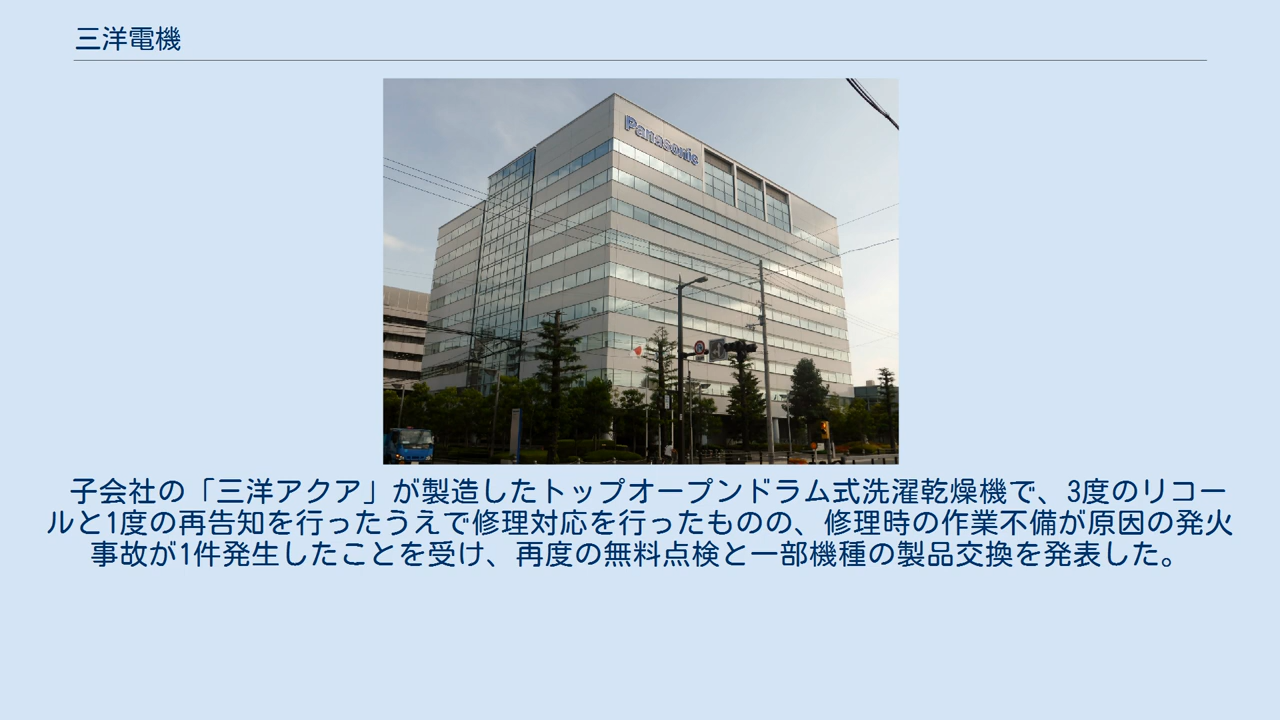 三洋電機
Panasonic
子会社の「三洋アクア」が製造したトップオープンドラム式洗濯乾燥機で、3度のリコー
ルと1度の再告知を行ったうえで修理対応を行ったものの、修理時の作業不備が原因の発火
事故が1件発生したことを受け、再度の無料点検と一部機種の製品交換を発表した。